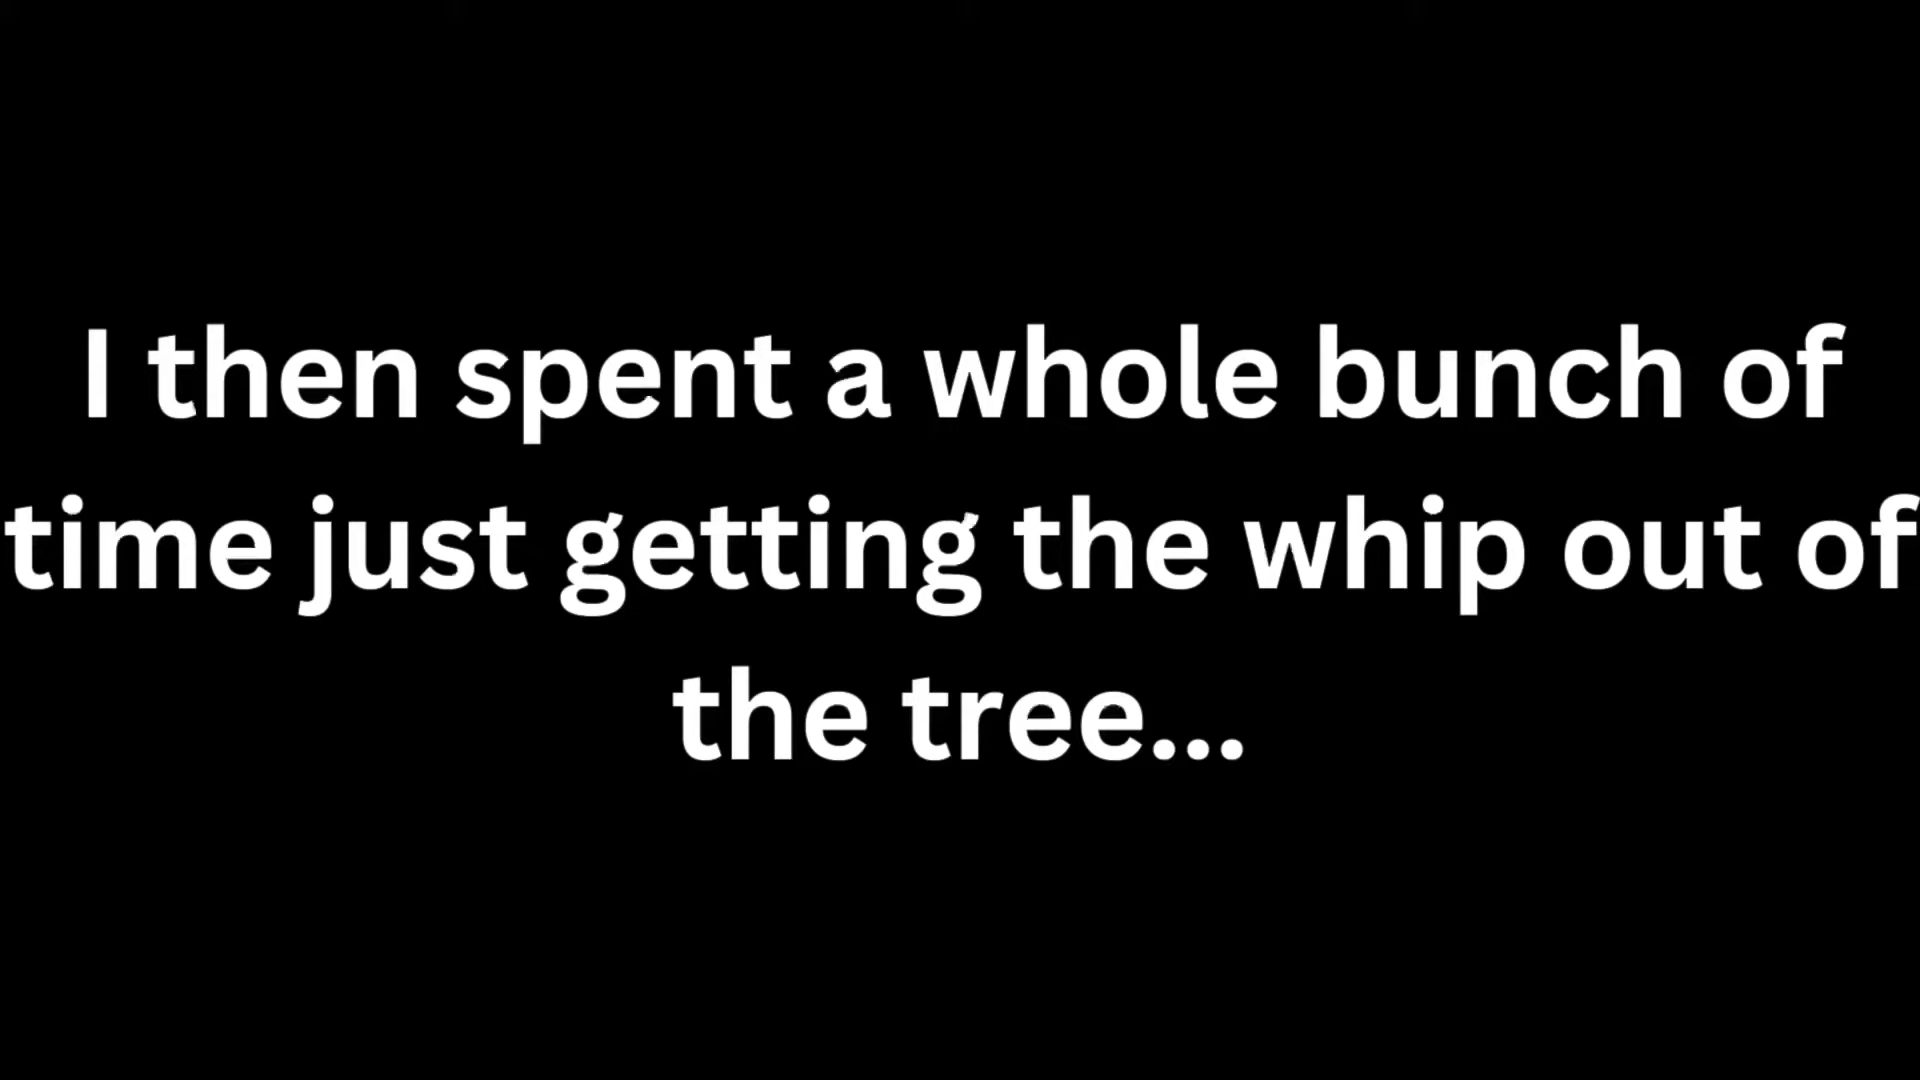 I then spent a whole bunch of
time just getting the whip out of
the tree...